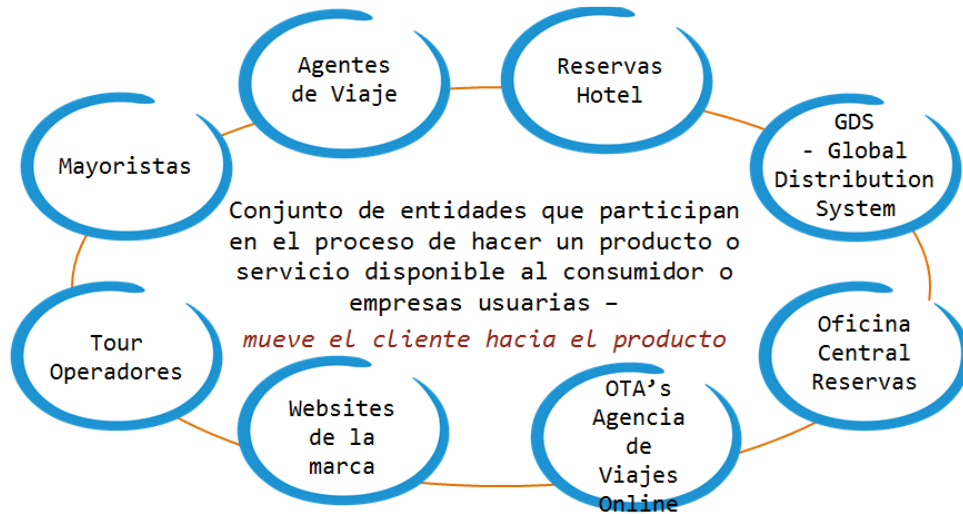 Agentes
de Viaje
Reservas
Hotel
GDS
- Global
Distribution
System
Mayoristas
Conjunto de entidades que participan
en el proceso de hacer un producto o
servicio disponible al consumidor o
empresas usuarias –
mueve el cliente hacia el producto
Oficina
Central
Reservas
Tour
Operadores
Websites
de la
marca
OTA’s
Agencia
de
Viajes
Online